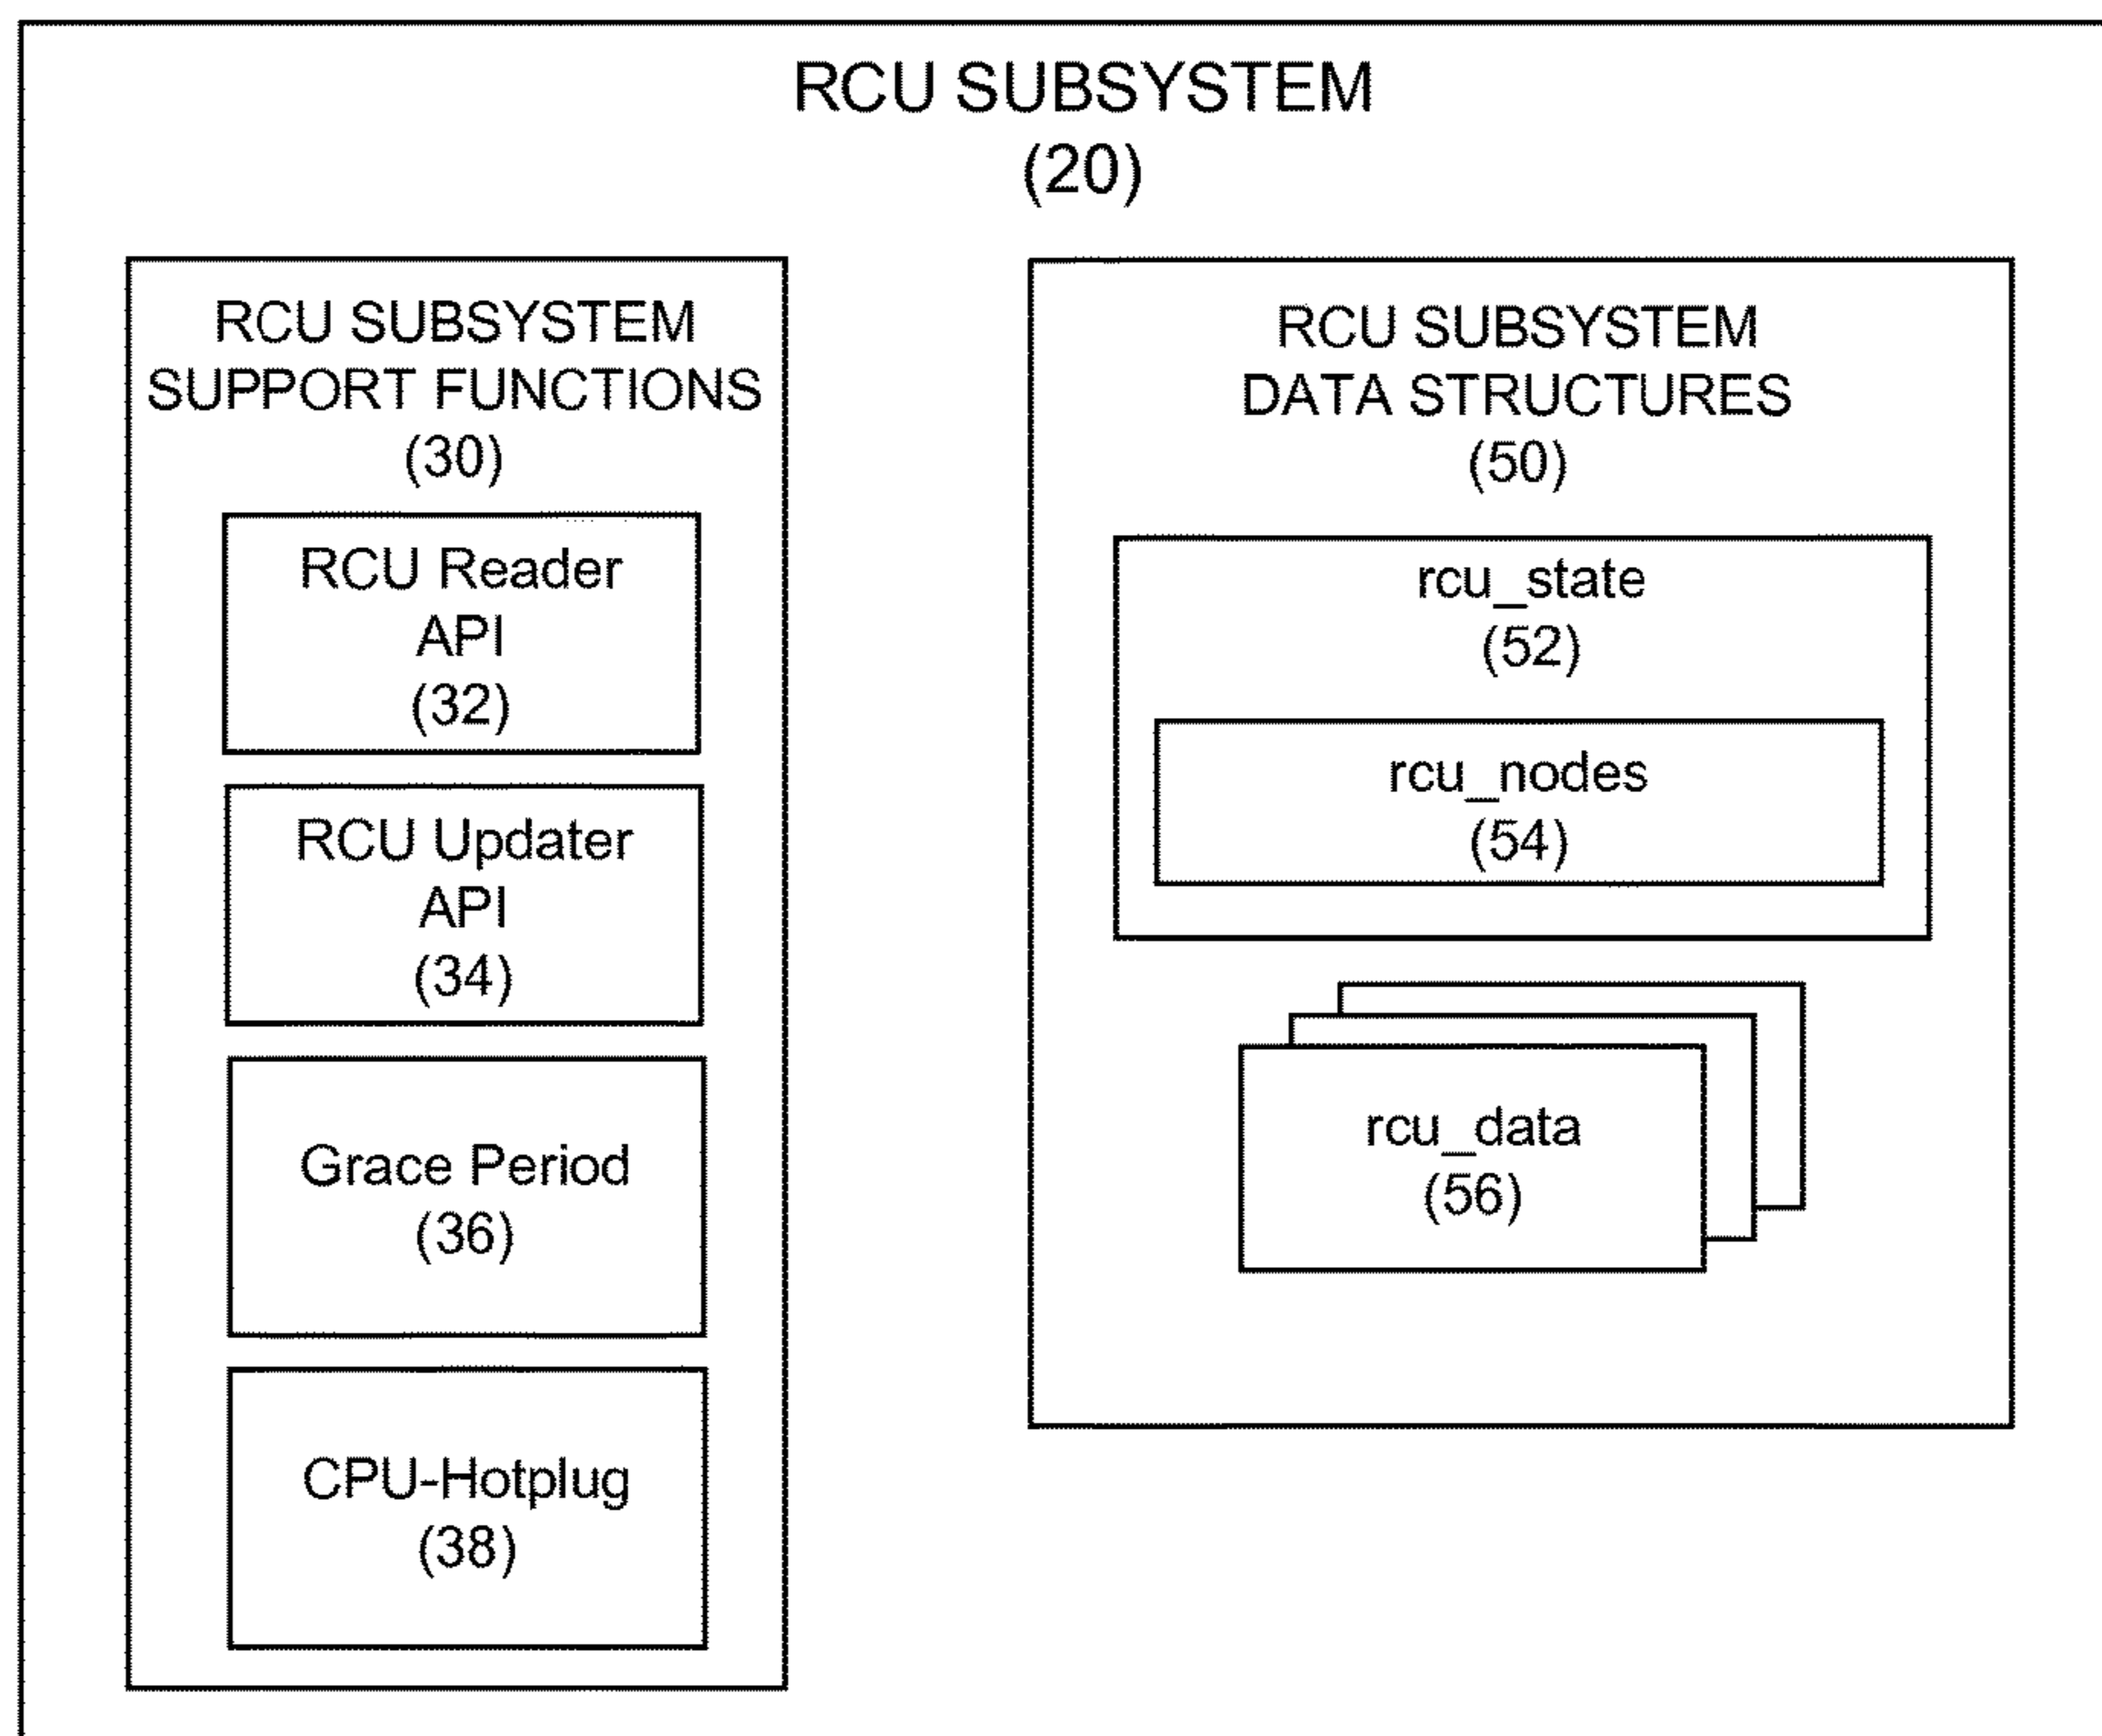 RCU SUBSYSTEM
(20)
RCU SUBSYSTEM
SUPPORT FUNCTIONS
(30)
RCU Reader
API
(32)
RCU Updater
API
(34)
Grace Period
(36)
CPU-Hotplug
(38)
RCU SUBSYSTEM
DATA STRUCTURES
(50)
rcu_state
(52)
rcu_nodes
(54)
rcu_data
(56)